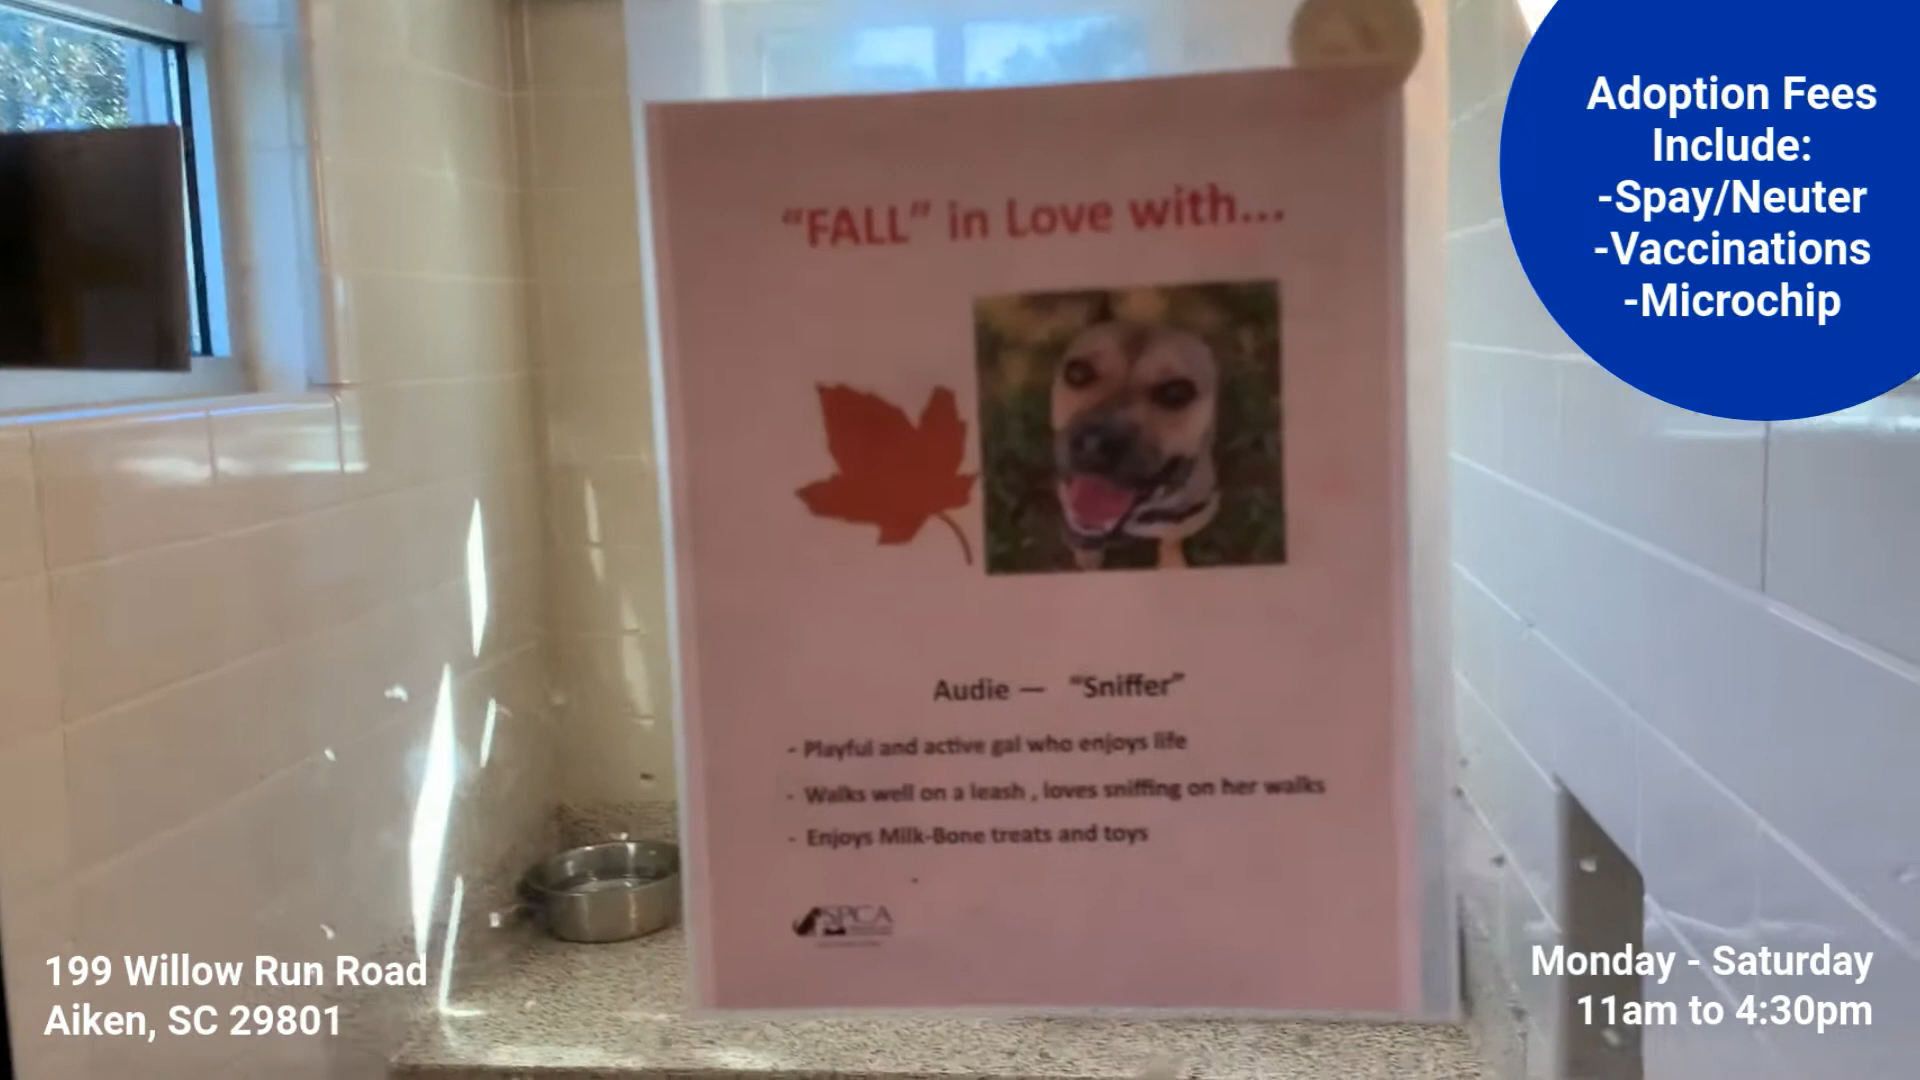 Adoption Fees
Include:
-Spay/Neuter
-Vaccinations
-Microchip
“FALL” in Love with...
Audie — “Sniffer”
- Playful and active gal who enjoys life
- Walks well on a leash , loves sniffing on her walks
- Enjoys Milk-Bone treats and toys
SPCA
199 Willow Run Road
Aiken, SC 29801
Monday - Saturday
11am to 4:30pm